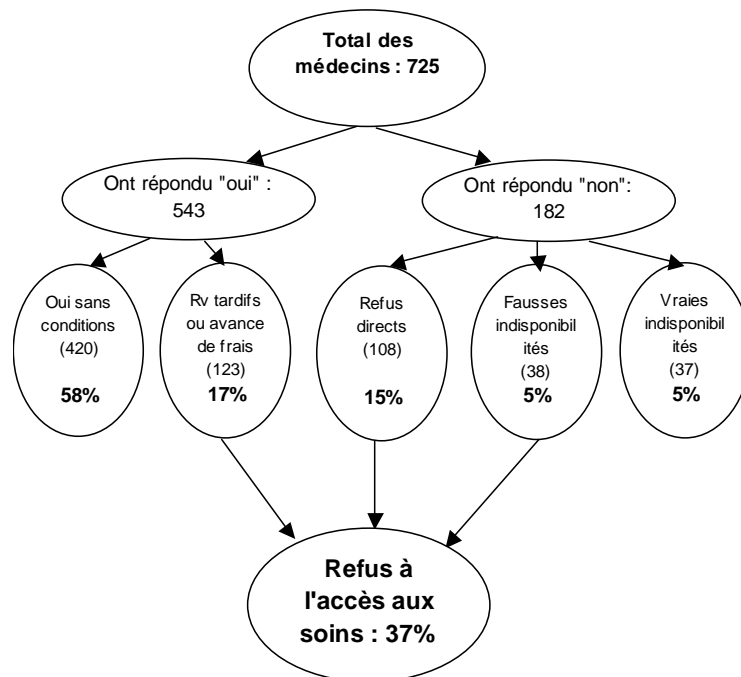 Total des
médecins : 725
Ont répondu "oui" :
543
Ont répondu "non":
182
Oui sans
conditions
(420)
58%
Rv tardifs
ou avance
de frais
(123)
17%
Refus
directs
(108)
15%
Fausses
indisponibil
ités
(38)
5%
Vraies
indisponibil
ités
(37)
5%
Refus à
l'accès aux
soins : 37%